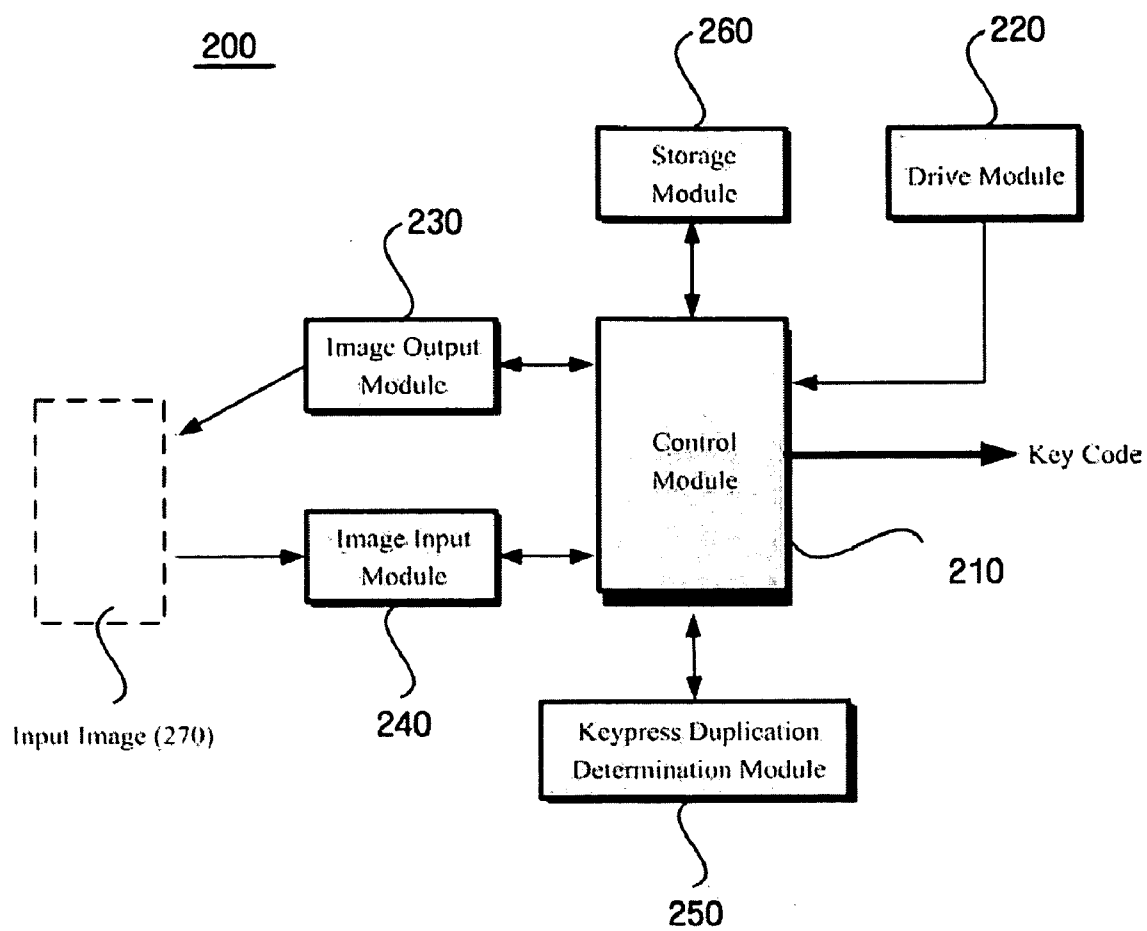 200
260
220
Storage
Module
Drive Module
230
Image Output
Module
Control
Module
Key Code
Image Input
Module
210
240
Input Image (270)
Keypress Duplication
Determination Module
250